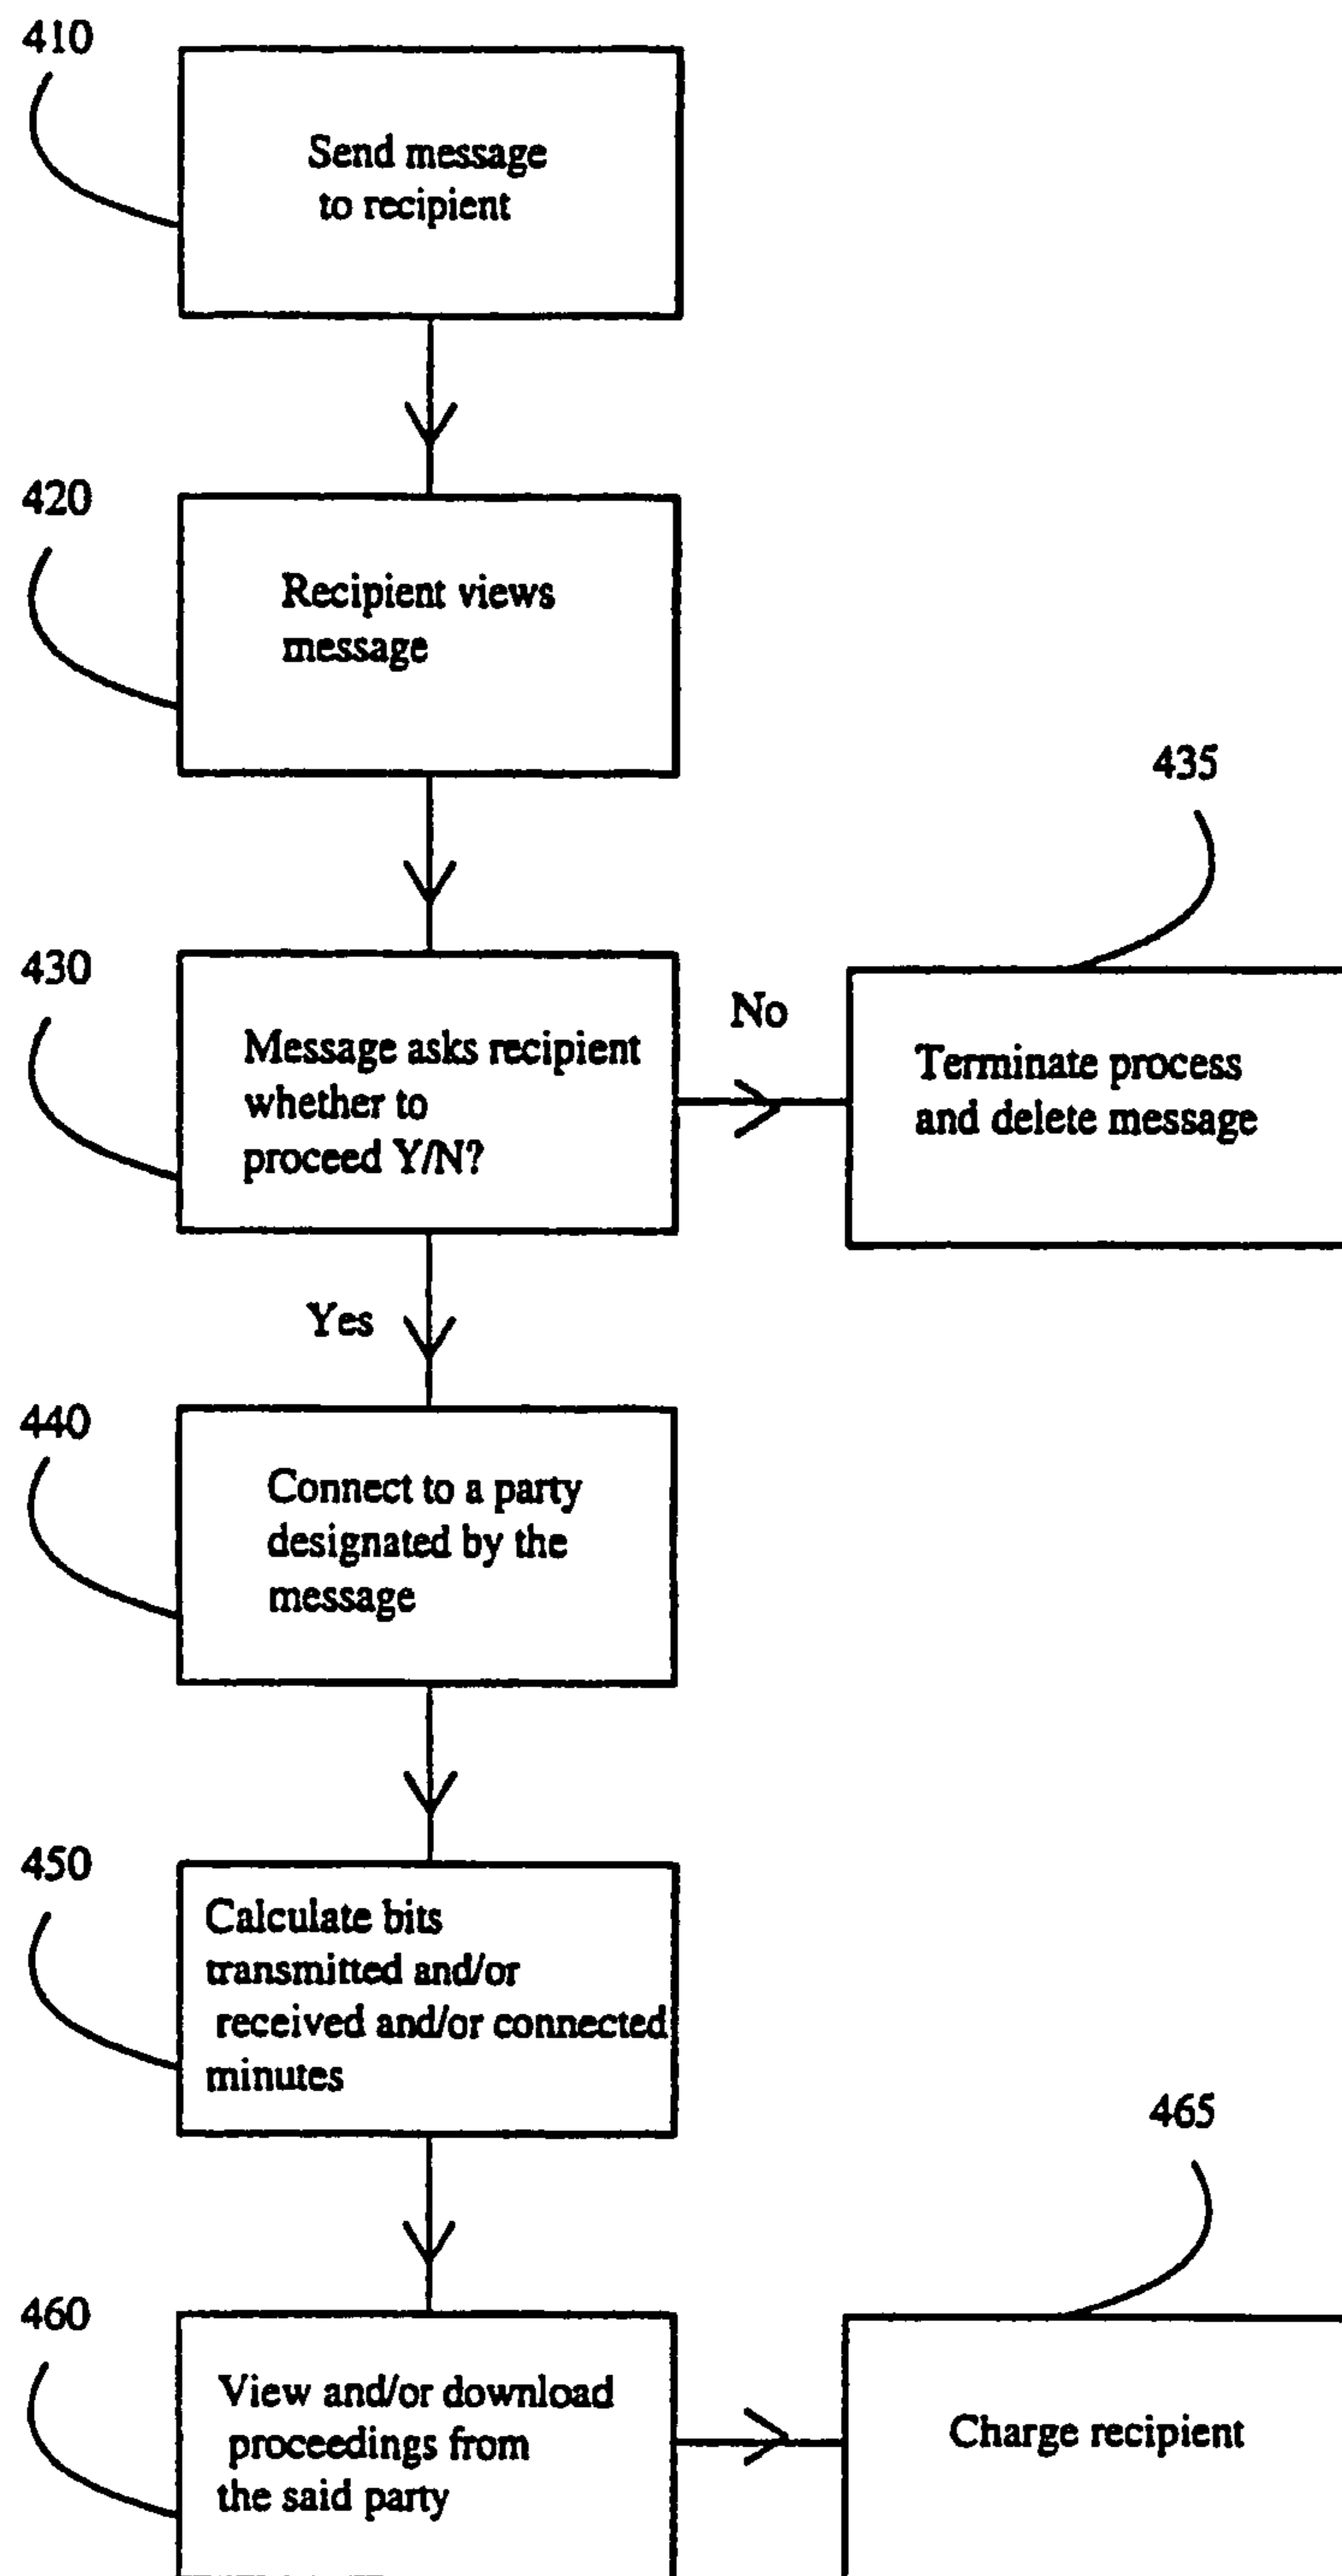 410
Send message
to recipient
420
Recipient views
message
435
430
Message asks recipient
whether to
proceed Y/N?
No
Terminate process
and delete message
Yes
440
Connect to a party
designated by the
message
450
Calculate bits
transmitted and/or
received and/or connected
minutes
465
460
View and/or download
proceedings from
the said party
Charge recipient